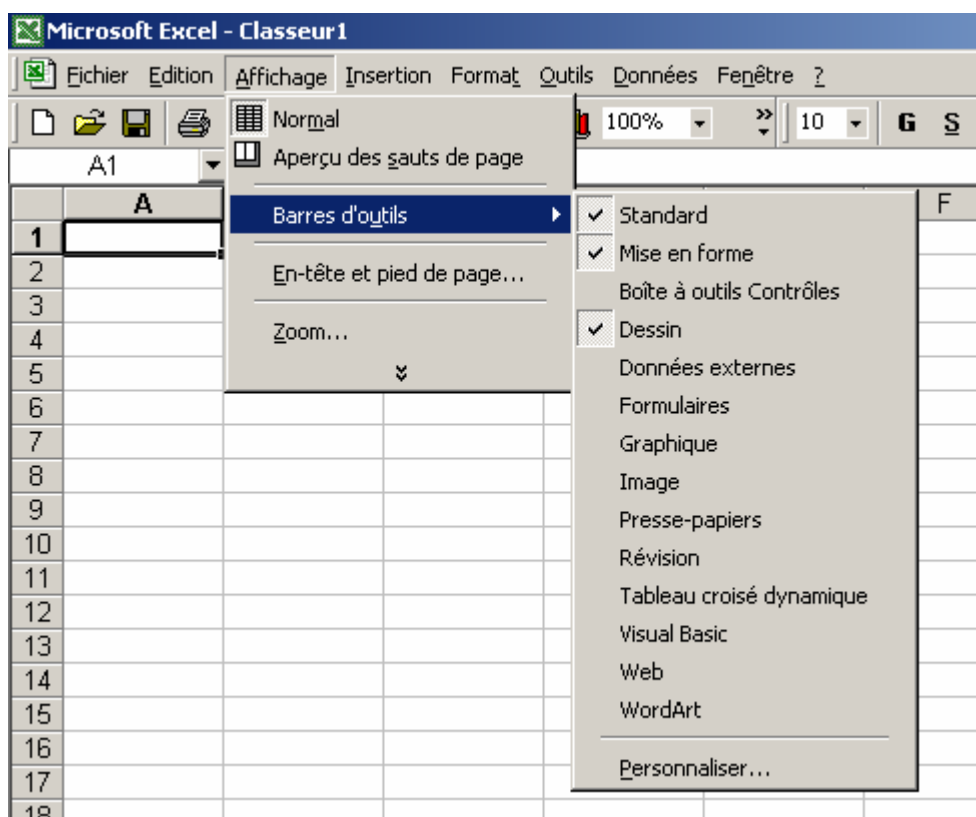 Microsoft Excel - Classeur1
Fichier Edition Affichage Insertion Format Outils Données Fenêtre ?
100% 10 G S
A1
Normal
Aperçu des sauts de page
Barres d'outils
En-tête et pied de page...
Zoom...
Standard
Mise en forme
Boîte à outils Contrôles
Dessin
Données externes
Formulaires
Graphique
Image
Presse-papiers
Révision
Tableau croisé dynamique
Visual Basic
Web
WordArt
Personnaliser...
A F
1
2
3
4
5
6
7
8
9
10
11
12
13
14
15
16
17
18